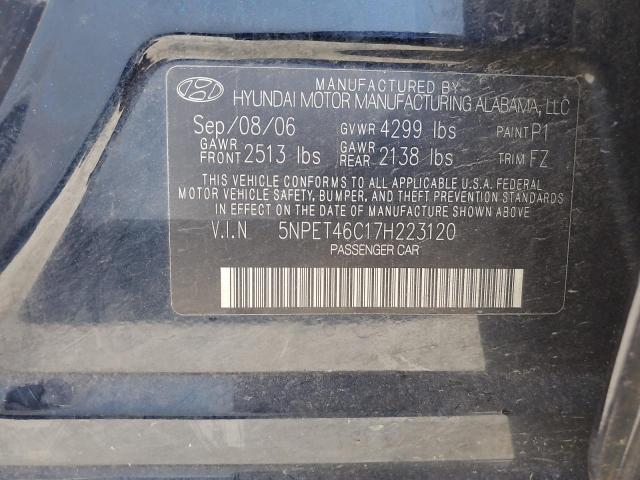 MANUFACTURED BY
HYUNDAI MOTOR MANUFACTURING ALABAMA, LLC
Sep/08/06 GVWR 4299 lbs PAINT P1
GAWR FRONT 2513 lbs GAWR REAR 2138 lbs TRIM FZ
THIS VEHICLE CONFORMS TO ALL APPLICABLE U.S.A. FEDERAL
MOTOR VEHICLE SAFETY, BUMPER, AND THEFT PREVENTION STANDARDS
IN EFFECT ON THE DATE OF MANUFACTURE SHOWN ABOVE
V.I.N 5NPET46C17H223120
PASSENGER CAR